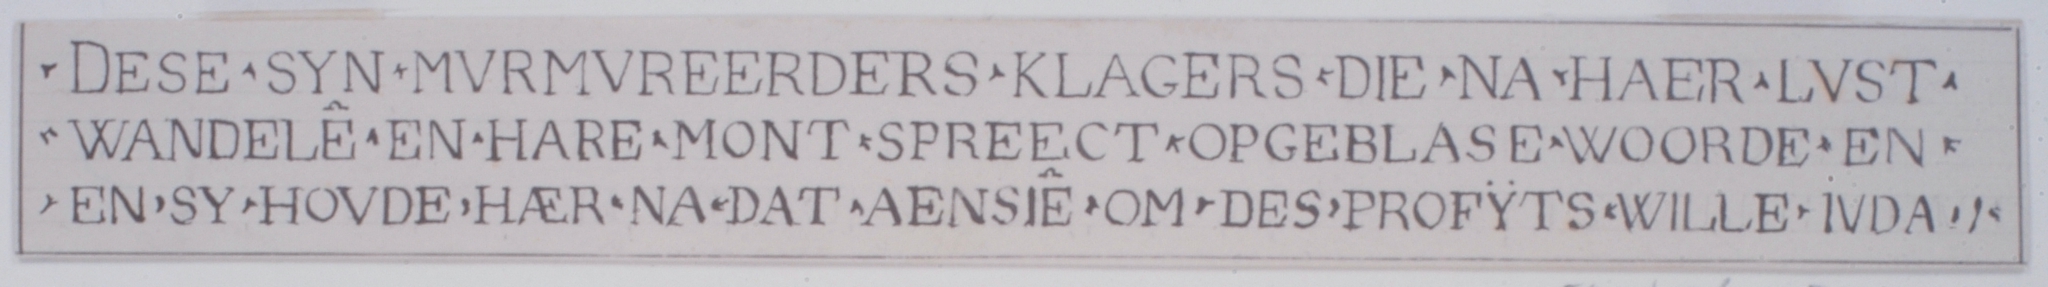 DESE SYN MVRMVREERDERS KLAGERS DIE NA HAER LVST
WANDELÊ EN HARE MONT SPREECT OPGEBLASE WOORDE EN
EN SY HOVDE HÆR NA DAT AENSIÊ OM DES PROFŸTS WILLE IVDA 1